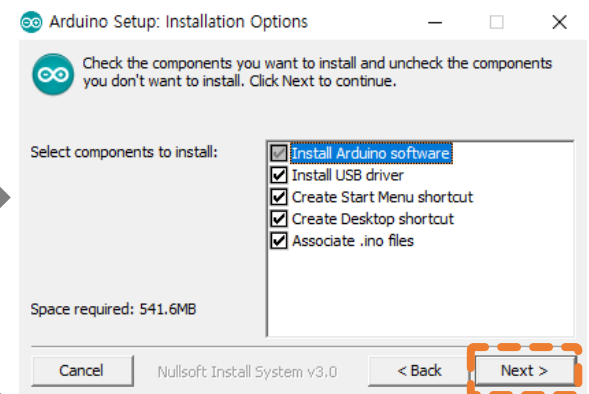 Arduino Setup: Installation Options
Check the components you want to install and uncheck the components
you don't want to install. Click Next to continue.
Select components to install:
Install Arduino software
Install USB driver
Create Start Menu shortcut
Create Desktop shortcut
Associate .ino files
Space required: 541.6MB
Cancel
Nullsoft Install System v3.0
< Back
Next >